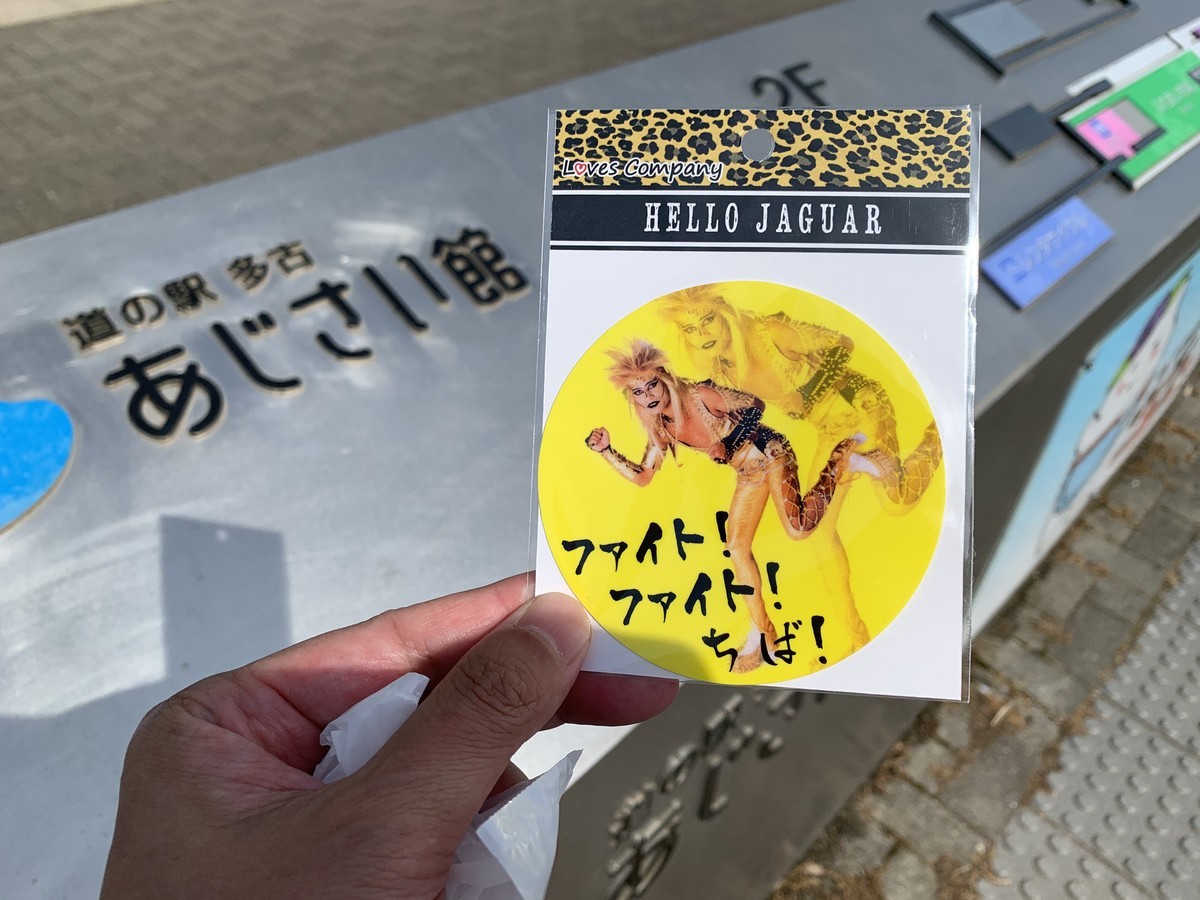 2F
道の駅 多古
あじさい館
Loves Company
HELLO JAGUAR
ファイト!
ファイト!
ちば!